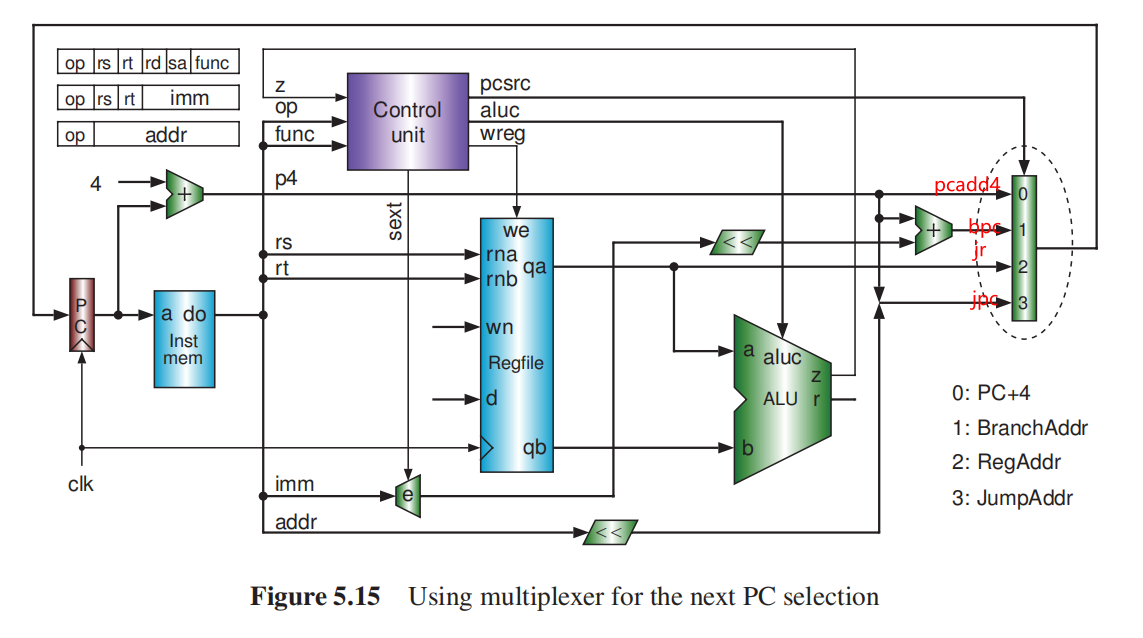 op rs rt rd sa func
op rs rt imm
op addr
z
op
func
Control
unit
pcsrc
aluc
wreg
4
+
p4
sext
pcadd4
0
bpc
1
jr
2
jpc
3
+
<<
rs
rt
we
rna
rnb
qa
wn
Regfile
d
qb
P
C
a do
Inst
mem
a
aluc
z
ALU
r
b
clk
imm
e
addr
<<
0: PC+4
1: BranchAddr
2: RegAddr
3: JumpAddr
Figure 5.15 Using multiplexer for the next PC selection